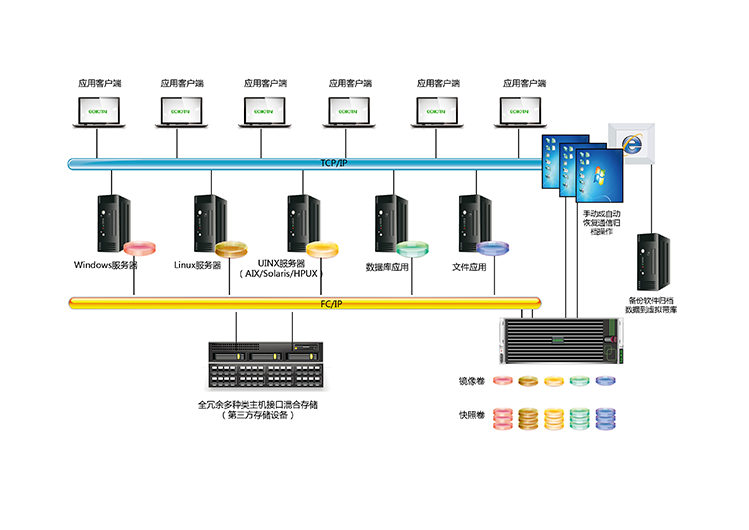 应用客户端
应用客户端
应用客户端
应用客户端
应用客户端
应用客户端
TCP/IP
手动或自动
恢复通信归
档操作
Windows服务器
Linux服务器
UINX服务器
（AIX/Solaris/HPUX）
数据库应用
文件应用
备份软件归档
数据到虚拟带库
FC/IP
全冗余多种类主机接口混合存储
（第三方存储设备）
镜像卷
快照卷